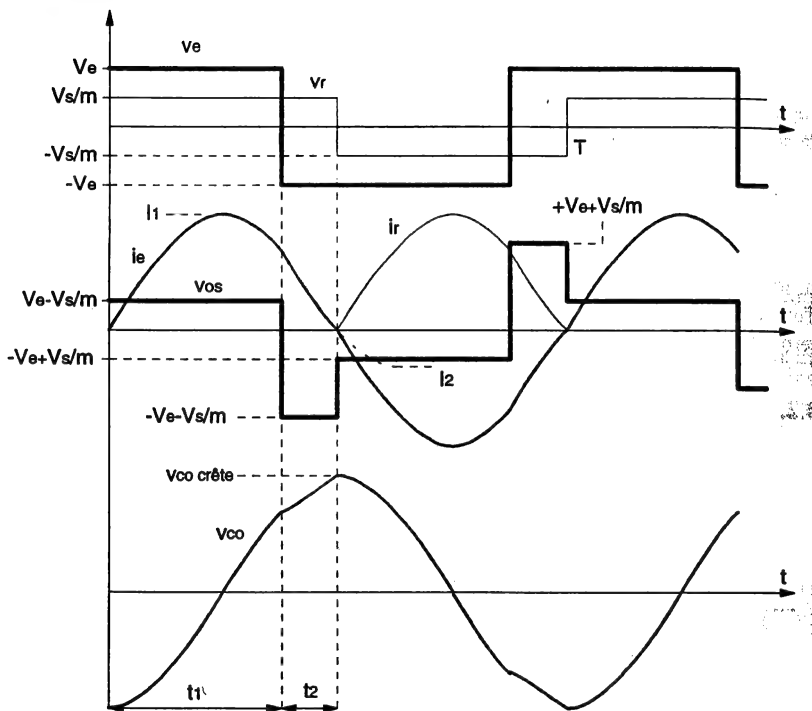 ve
Ve
vr
Vs/m
t
-Vs/m
T
-Ve
I1
+Ve+Vs/m
ir
ie
vos
Ve-Vs/m
t
-Ve+Vs/m
I2
-Ve-Vs/m
vco crête
vco
t
t1
t2